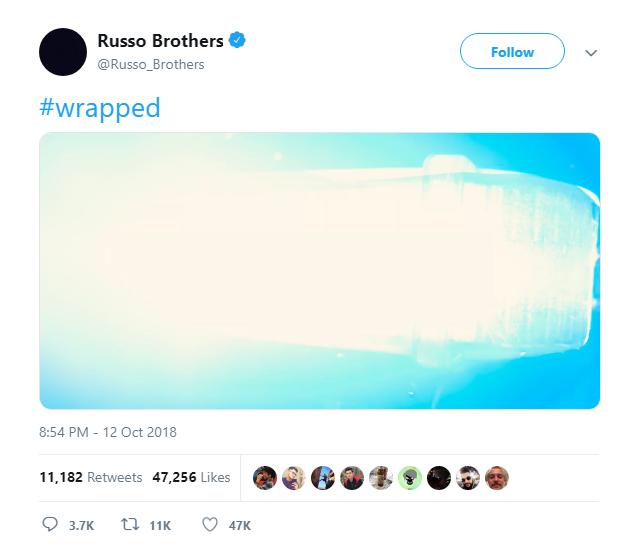 Russo Brothers
@Russo_Brothers
Follow
#wrapped
8:54 PM - 12 Oct 2018
11,182 Retweets 47,256 Likes
3.7K 11K 47K